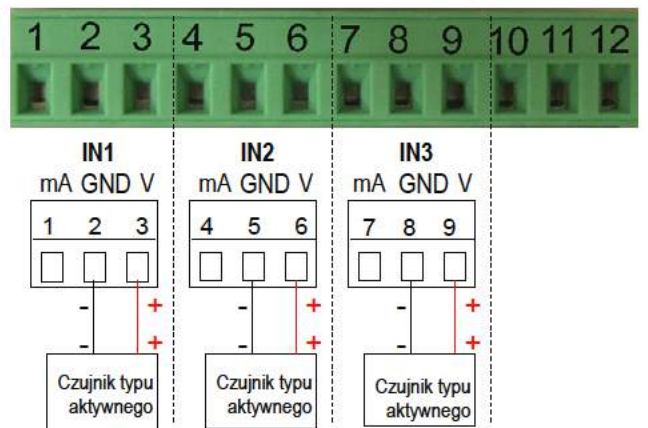 1 2 3 4 5 6 7 8 9 10 11 12
IN1 IN2 IN3
mA GND V mA GND V mA GND V
1 2 3 4 5 6 7 8 9
- + - + - +
- + - + - +
Czujnik typu Czujnik typu Czujnik typu
aktywnego aktywnego aktywnego